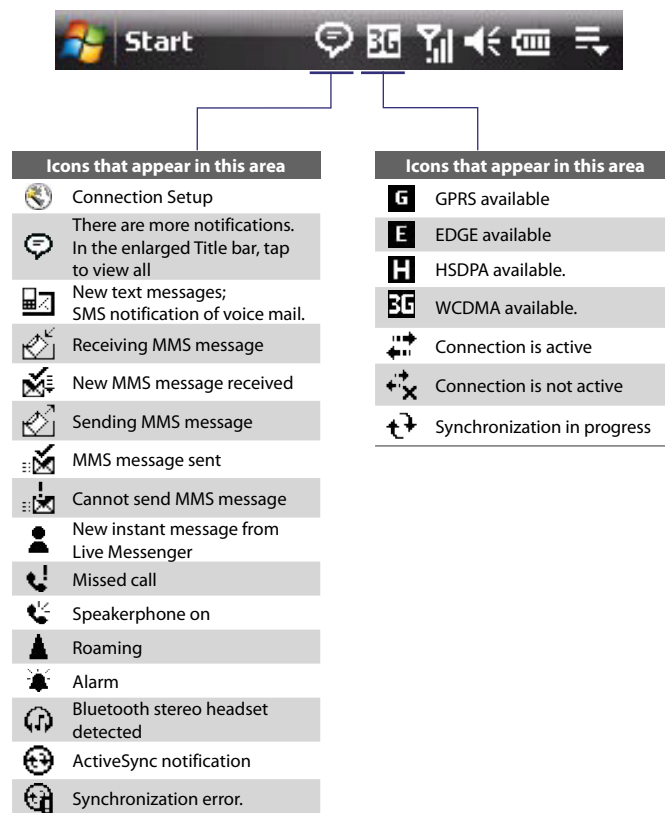 Start
3G
Icons that appear in this area
Connection Setup
There are more notifications.
In the enlarged Title bar, tap
to view all
New text messages;
SMS notification of voice mail.
Receiving MMS message
New MMS message received
Sending MMS message
MMS message sent
Cannot send MMS message
New instant message from
Live Messenger
Missed call
Speakerphone on
Roaming
Alarm
Bluetooth stereo headset
detected
ActiveSync notification
Synchronization error.
Icons that appear in this area
G GPRS available
E EDGE available
H HSDPA available.
3G WCDMA available.
Connection is active
Connection is not active
Synchronization in progress